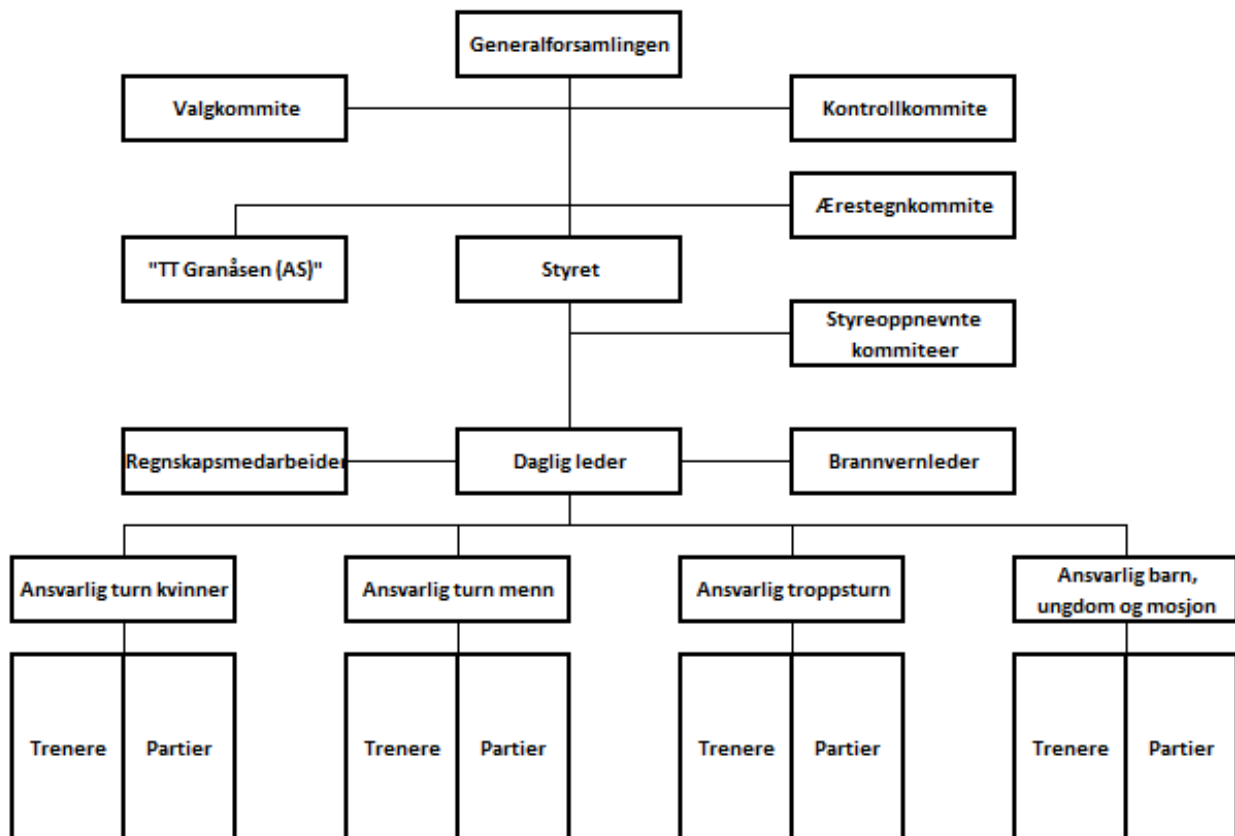 Generalforsamlingen
Valgkommite
Kontrollkommite
Ærestegnkommite
"TT Granåsen (AS)"
Styret
Styreoppnevnte
kommiteer
Regnskapsmedarbeider
Daglig leder
Brannvernleder
Ansvarlig turn kvinner
Ansvarlig turn menn
Ansvarlig troppsturn
Ansvarlig barn,
ungdom og mosjon
Trenere
Partier
Trenere
Partier
Trenere
Partier
Trenere
Partier